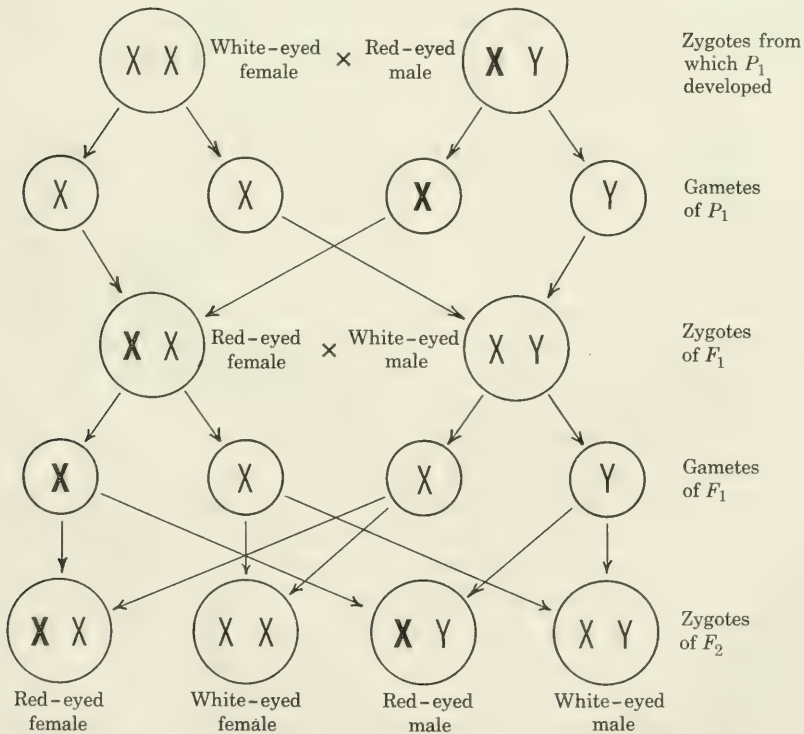 X X
White-eyed female
×
Red-eyed male
X Y
Zygotes from
which P₁
developed
X
X
X
Y
Gametes
of P₁
X X
Red-eyed female
×
White-eyed male
X Y
Zygotes
of F₁
X
X
X
Y
Gametes
of F₁
X X
X X
X Y
X Y
Zygotes
of F₂
Red-eyed
female
White-eyed
female
Red-eyed
male
White-eyed
male